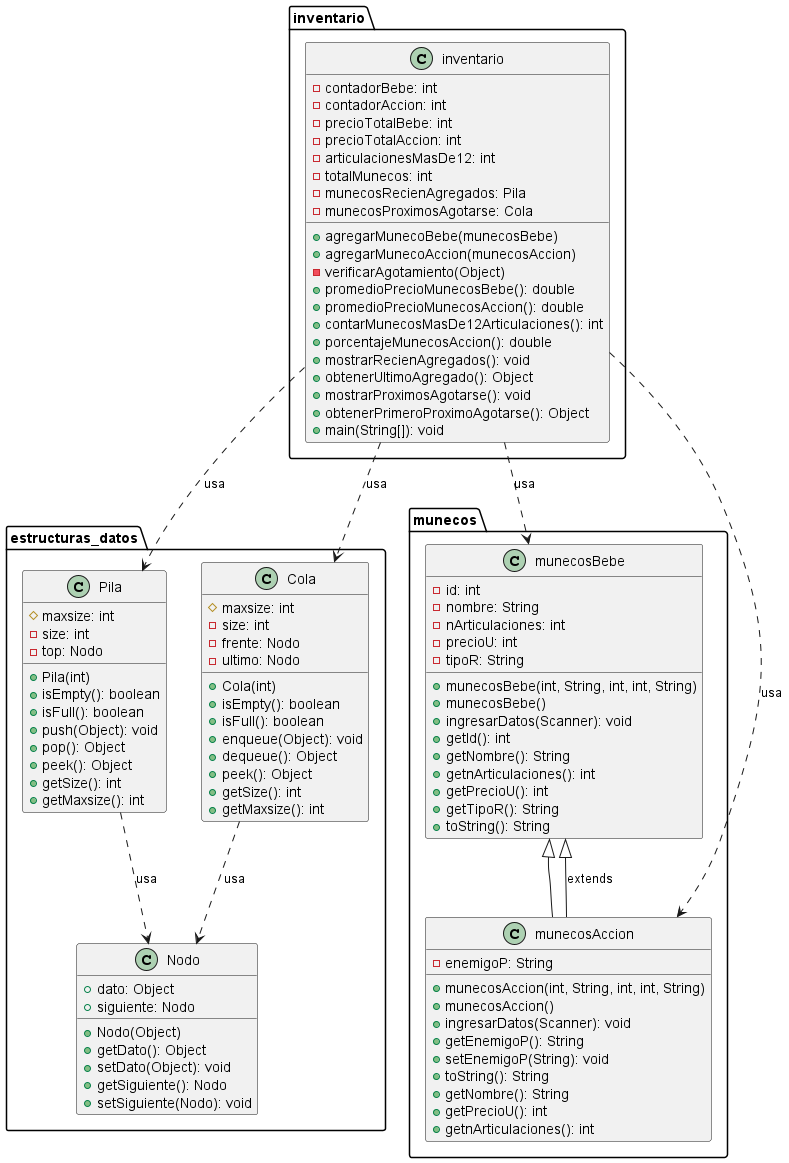 inventario
C inventario
contadorBebe: int
contadorAccion: int
precioTotalBebe: int
precioTotalAccion: int
articulacionesMasDe12: int
totalMunecos: int
munecosRecienAgregados: Pila
munecosProximosAgotarse: Cola
agregarMunecoBebe(munecosBebe)
agregarMunecoAccion(munecosAccion)
verificarAgotamiento(Object)
promedioPrecioMunecosBebe(): double
promedioPrecioMunecosAccion(): double
contarMunecosMasDe12Articulaciones(): int
porcentajeMunecosAccion(): double
mostrarRecienAgregados(): void
obtenerUltimoAgregado(): Object
mostrarProximosAgotarse(): void
obtenerPrimeroProximoAgotarse(): Object
main(String[]): void
usa
usa
usa
usa
estructuras_datos
C Pila
maxsize: int
size: int
top: Nodo
Pila(int)
isEmpty(): boolean
isFull(): boolean
push(Object): void
pop(): Object
peek(): Object
getSize(): int
getMaxsize(): int
C Cola
maxsize: int
size: int
frente: Nodo
ultimo: Nodo
Cola(int)
isEmpty(): boolean
isFull(): boolean
enqueue(Object): void
dequeue(): Object
peek(): Object
getSize(): int
getMaxsize(): int
usa
usa
C Nodo
dato: Object
siguiente: Nodo
Nodo(Object)
getDato(): Object
setDato(Object): void
getSiguiente(): Nodo
setSiguiente(Nodo): void
munecos
C munecosBebe
id: int
nombre: String
nArticulaciones: int
precioU: int
tipoR: String
munecosBebe(int, String, int, int, String)
munecosBebe()
ingresarDatos(Scanner): void
getId(): int
getNombre(): String
getnArticulaciones(): int
getPrecioU(): int
getTipoR(): String
toString(): String
extends
C munecosAccion
enemigoP: String
munecosAccion(int, String, int, int, String)
munecosAccion()
ingresarDatos(Scanner): void
getEnemigoP(): String
setEnemigoP(String): void
toString(): String
getNombre(): String
getPrecioU(): int
getnArticulaciones(): int